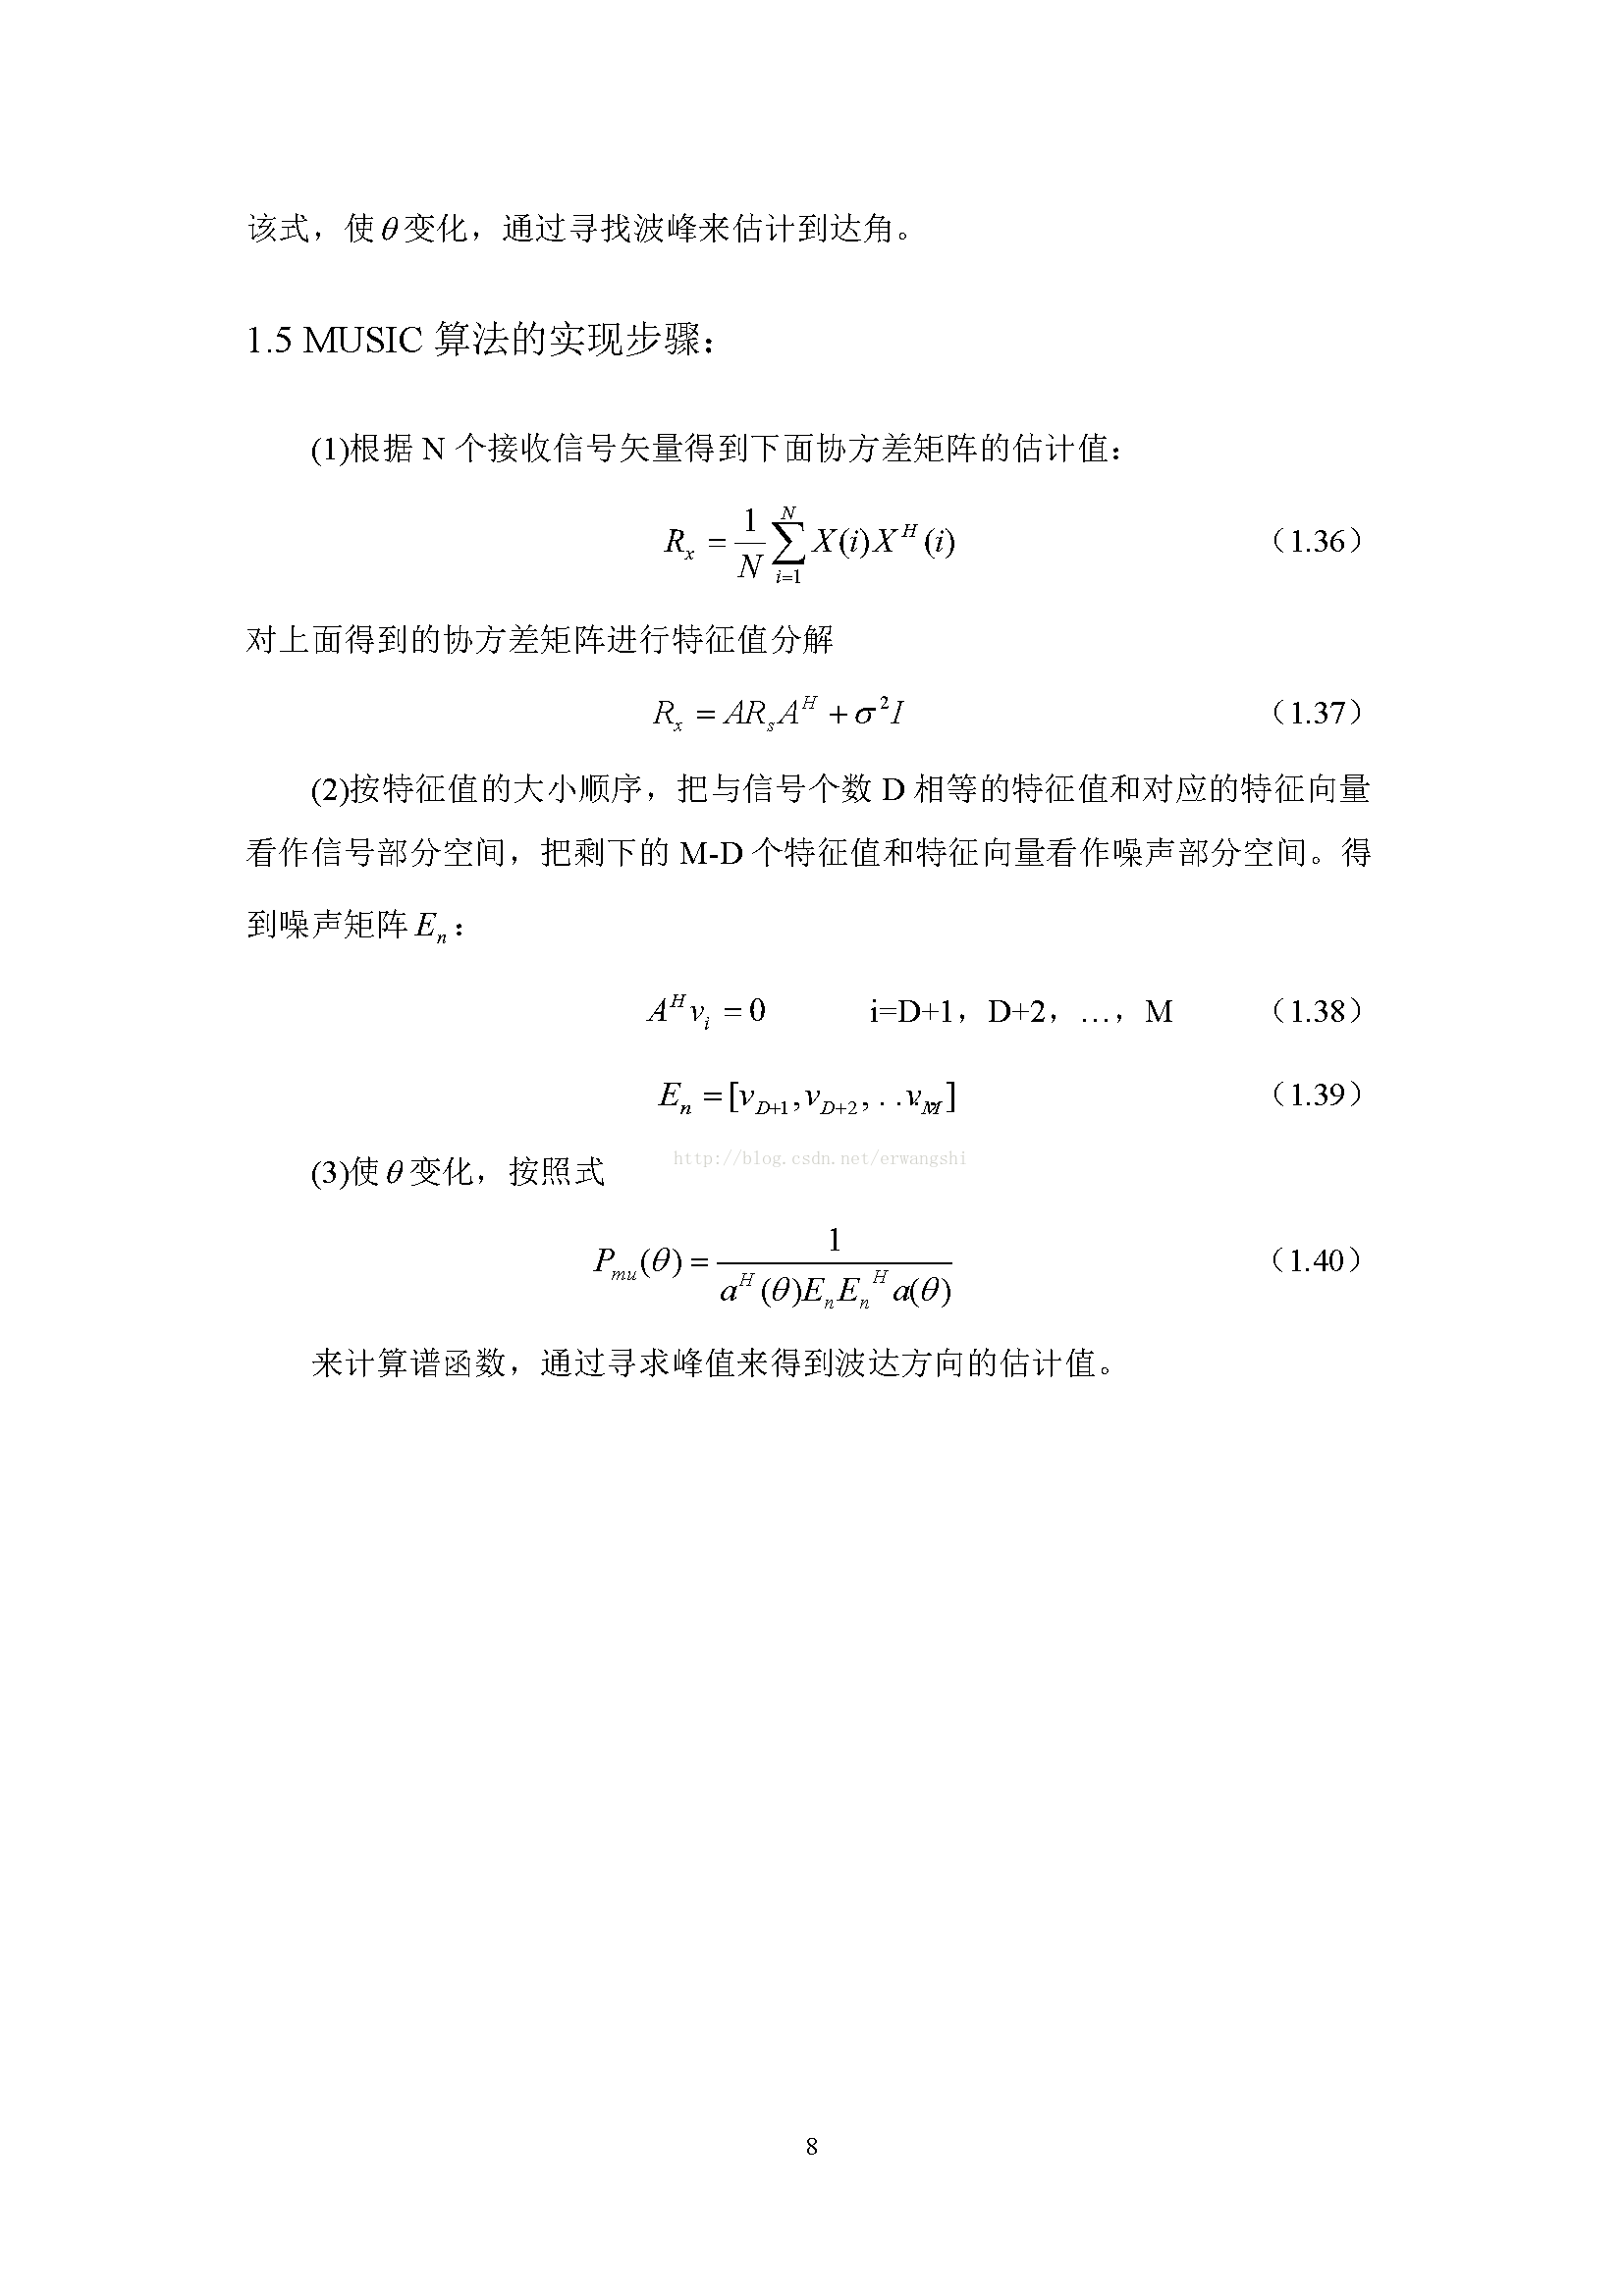 该式，使θ变化，通过寻找波峰来估计到达角。
1.5 MUSIC 算法的实现步骤：
(1)根据 N 个接收信号矢量得到下面协方差矩阵的估计值：
$R_x = \frac{1}{N}\sum_{i=1}^{N} X(i)X^H(i)$ （1.36）
对上面得到的协方差矩阵进行特征值分解
$R_x = AR_sA^H + \sigma^2 I$ （1.37）
(2)按特征值的大小顺序，把与信号个数 D 相等的特征值和对应的特征向量
看作信号部分空间，把剩下的 M-D 个特征值和特征向量看作噪声部分空间。得
到噪声矩阵 $E_n$：
$A^H v_i = 0$ i=D+1，D+2，…，M （1.38）
$E_n = [v_{D+1}, v_{D+2}, ...v_M]$ （1.39）
http://blog.csdn.net/erwangshi
(3)使θ变化，按照式
$P_{mu}(\theta) = \frac{1}{a^H(\theta)E_nE_n^Ha(\theta)}$ （1.40）
来计算谱函数，通过寻求峰值来得到波达方向的估计值。
8